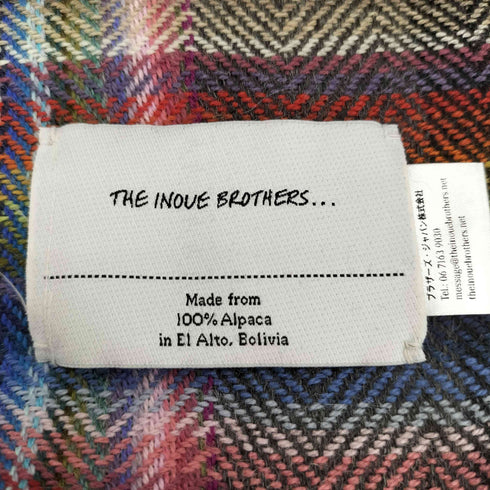 THE INOUE BROTHERS...
Made from
100% Alpaca
in El Alto, Bolivia
ブラザーズ・ジャパン株式会社
Tel.: 06 7163 9030
message@theinouebrothers.net
theinouebrothers.net